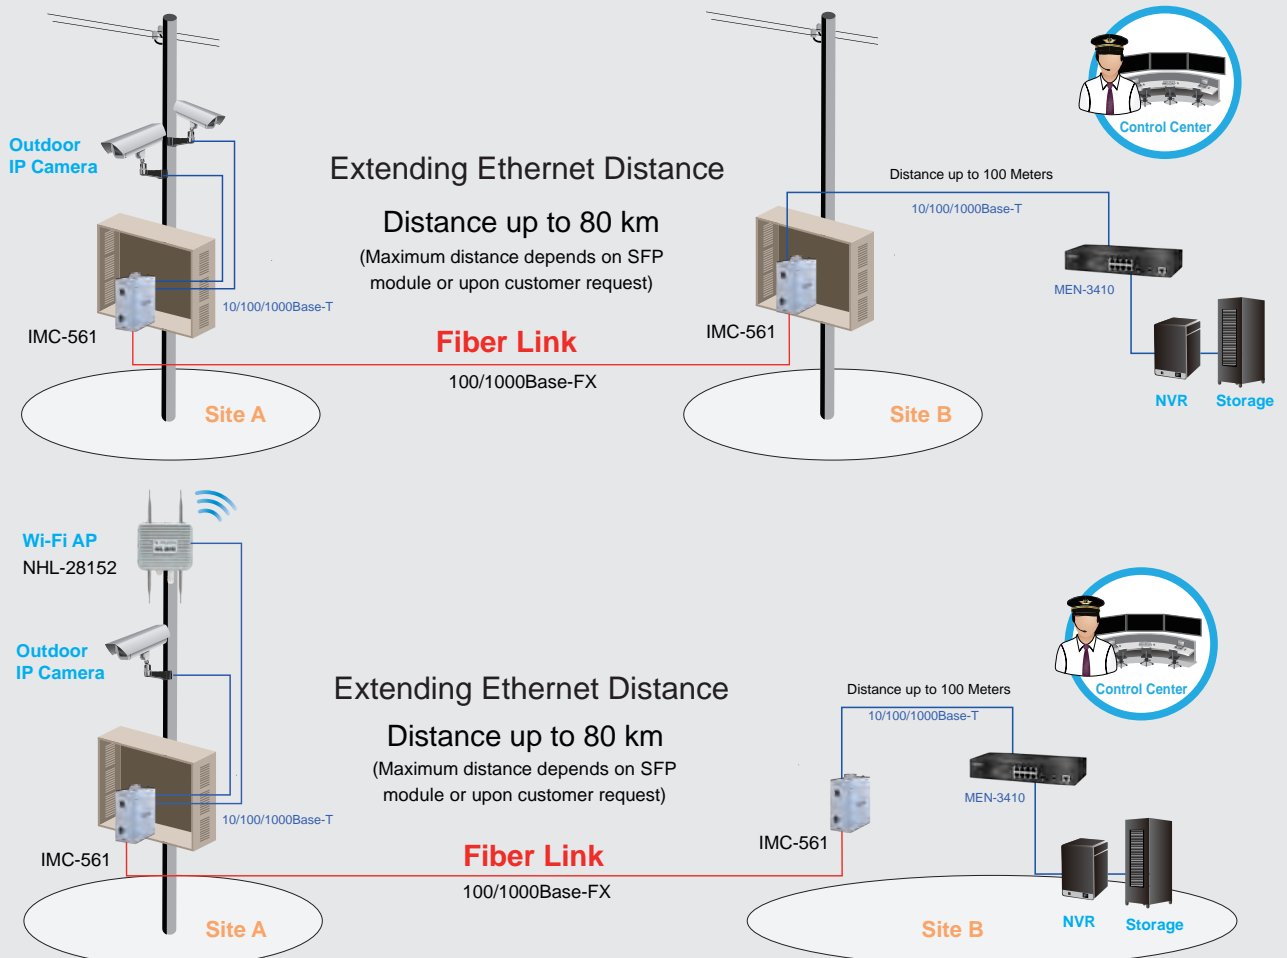 Outdoor
IP Camera
Extending Ethernet Distance
Distance up to 80 km
(Maximum distance depends on SFP
module or upon customer request)
Control Center
Distance up to 100 Meters
10/100/1000Base-T
MEN-3410
10/100/1000Base-T
IMC-561
Fiber Link
100/1000Base-FX
IMC-561
NVR
Storage
Site A
Site B
Wi-Fi AP
NHL-28152
Outdoor
IP Camera
Extending Ethernet Distance
Distance up to 80 km
(Maximum distance depends on SFP
module or upon customer request)
Control Center
Distance up to 100 Meters
10/100/1000Base-T
MEN-3410
10/100/1000Base-T
IMC-561
Fiber Link
100/1000Base-FX
IMC-561
NVR
Storage
Site A
Site B